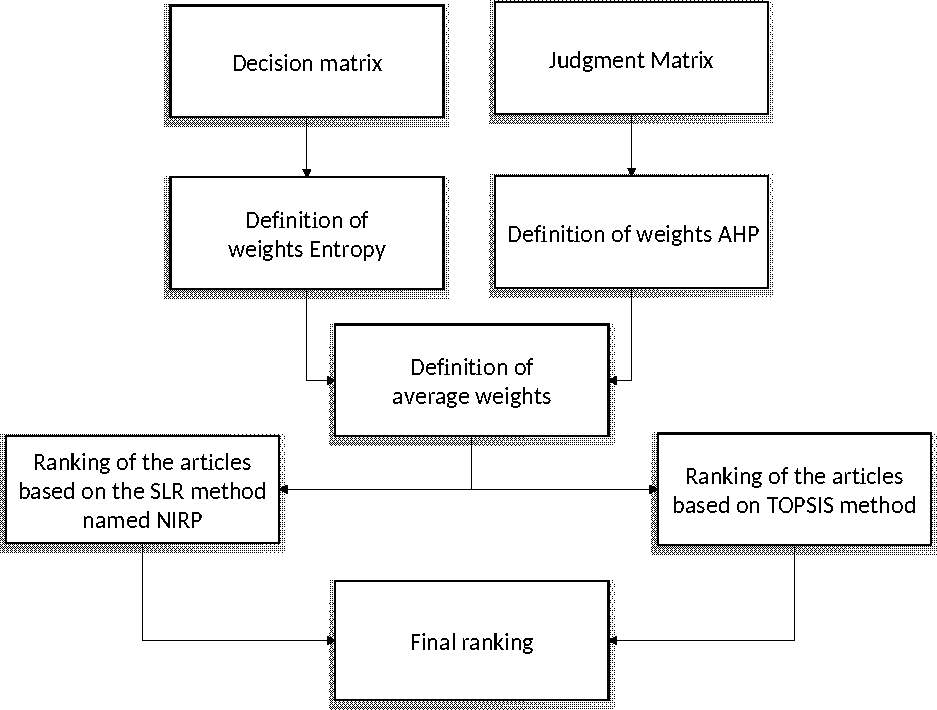 Decision matrix
Judgment Matrix
Definition of
weights Entropy
Definition of weights AHP
Definition of
average weights
Ranking of the articles
based on the SLR method
named NIRP
Ranking of the articles
based on TOPSIS method
Final ranking